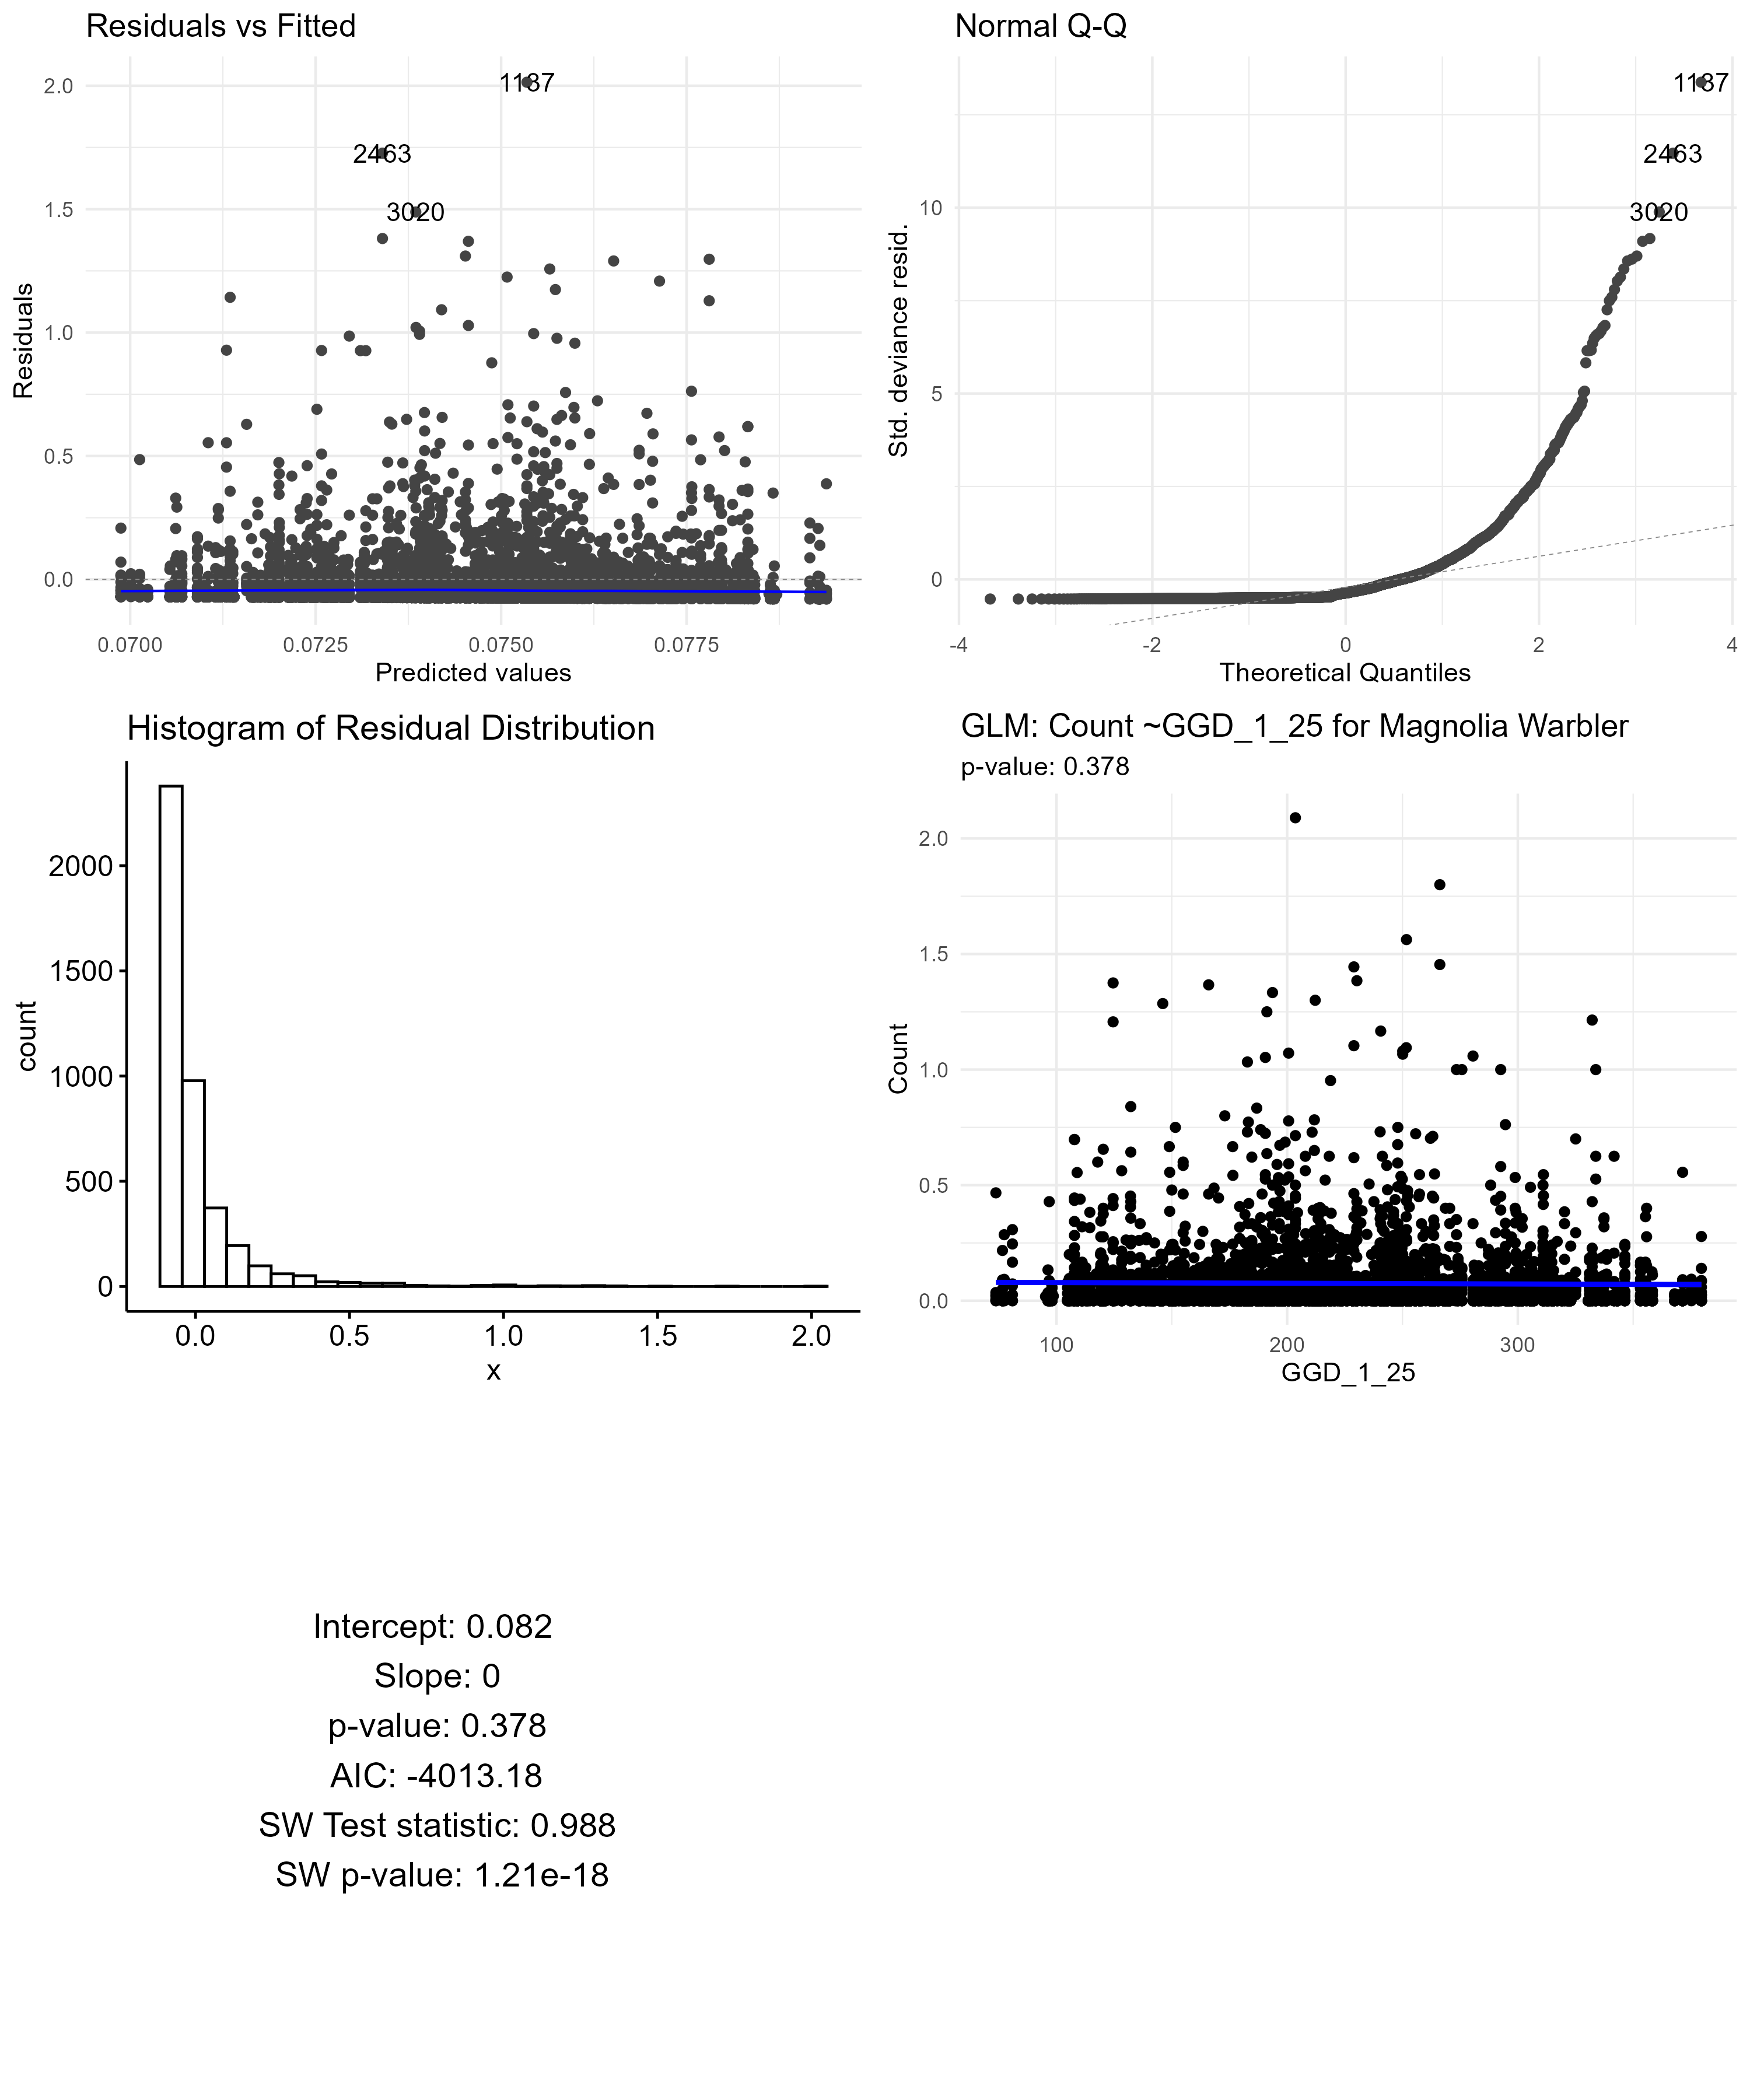 Residuals vs Fitted
Residuals
2.0
1.5
1.0
0.5
0.0
1187
2463
3020
0.0700 0.0725 0.0750 0.0775
Predicted values
Normal Q-Q
Std. deviance resid.
10
5
0
1187
2463
3020
-4 -2 0 2 4
Theoretical Quantiles
Histogram of Residual Distribution
count
2000
1500
1000
500
0
0.0 0.5 1.0 1.5 2.0
x
GLM: Count ~GGD_1_25 for Magnolia Warbler
p-value: 0.378
Count
2.0
1.5
1.0
0.5
0.0
100 200 300
GGD_1_25
Intercept: 0.082
Slope: 0
p-value: 0.378
AIC: -4013.18
SW Test statistic: 0.988
SW p-value: 1.21e-18